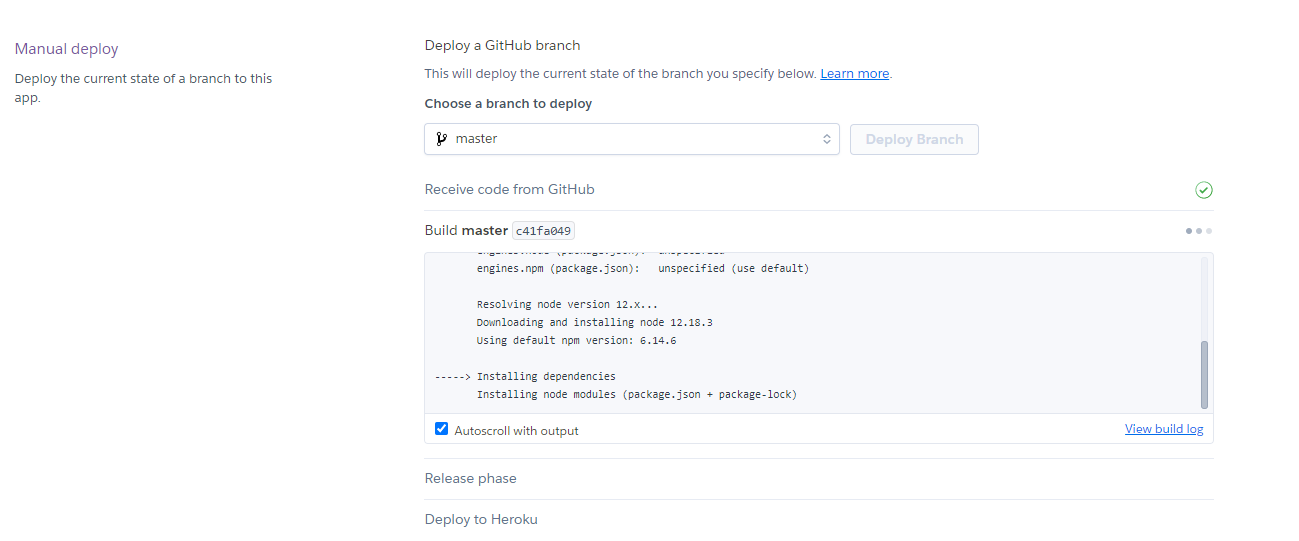 Manual deploy
Deploy the current state of a branch to this
app.
Deploy a GitHub branch
This will deploy the current state of the branch you specify below. Learn more.
Choose a branch to deploy
master
Deploy Branch
Receive code from GitHub
Build master c41fa049
engines.npm (package.json):   unspecified (use default)
Resolving node version 12.x...
Downloading and installing node 12.18.3
Using default npm version: 6.14.6
-----> Installing dependencies
Installing node modules (package.json + package-lock)
Autoscroll with output
View build log
Release phase
Deploy to Heroku